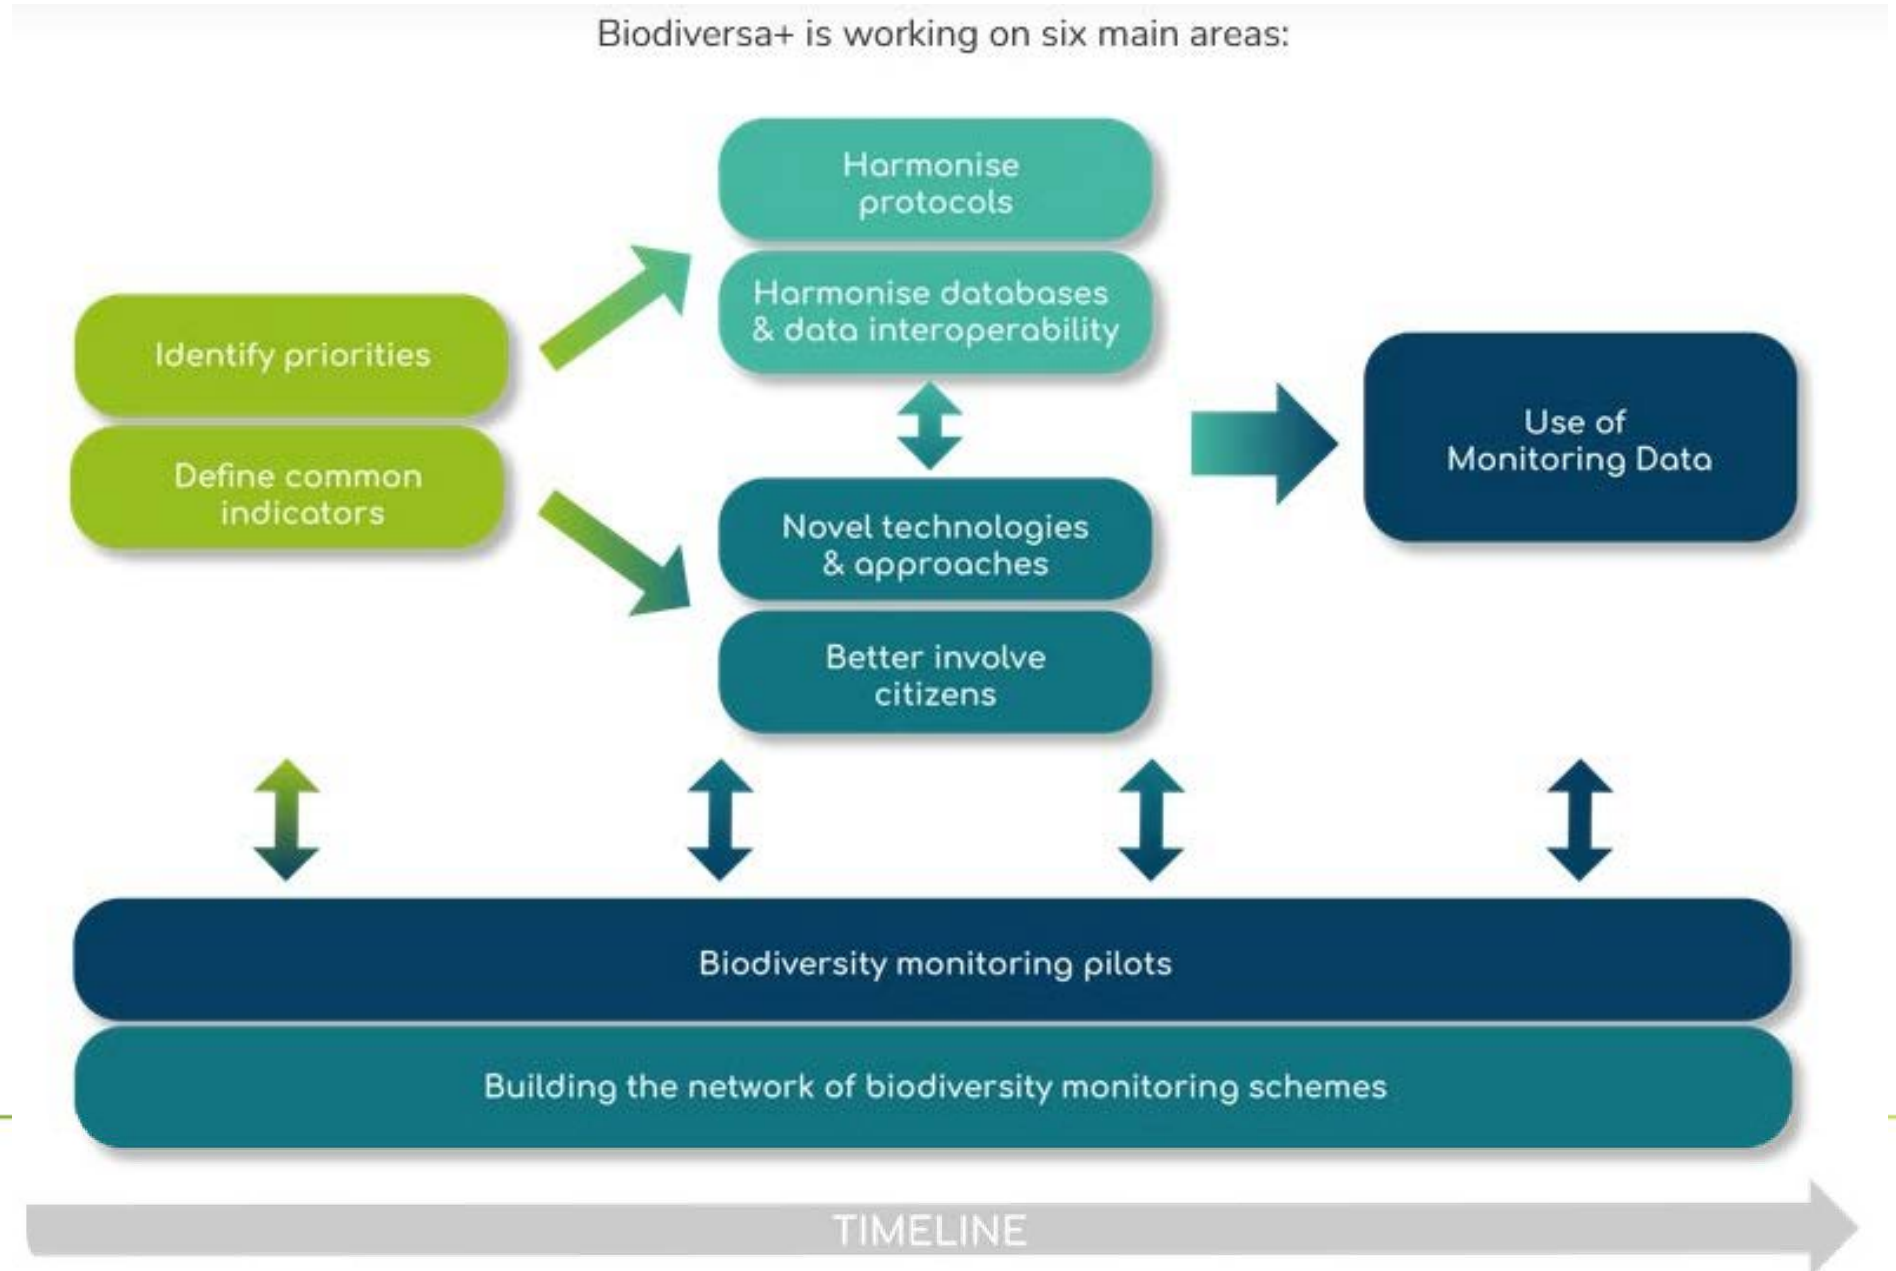 Biodiversa+ is working on six main areas:
Identify priorities
Define common
indicators
Harmonise
protocols
Harmonise databases
& data interoperability
Novel technologies
& approaches
Better involve
citizens
Use of
Monitoring Data
Biodiversity monitoring pilots
Building the network of biodiversity monitoring schemes
TIMELINE